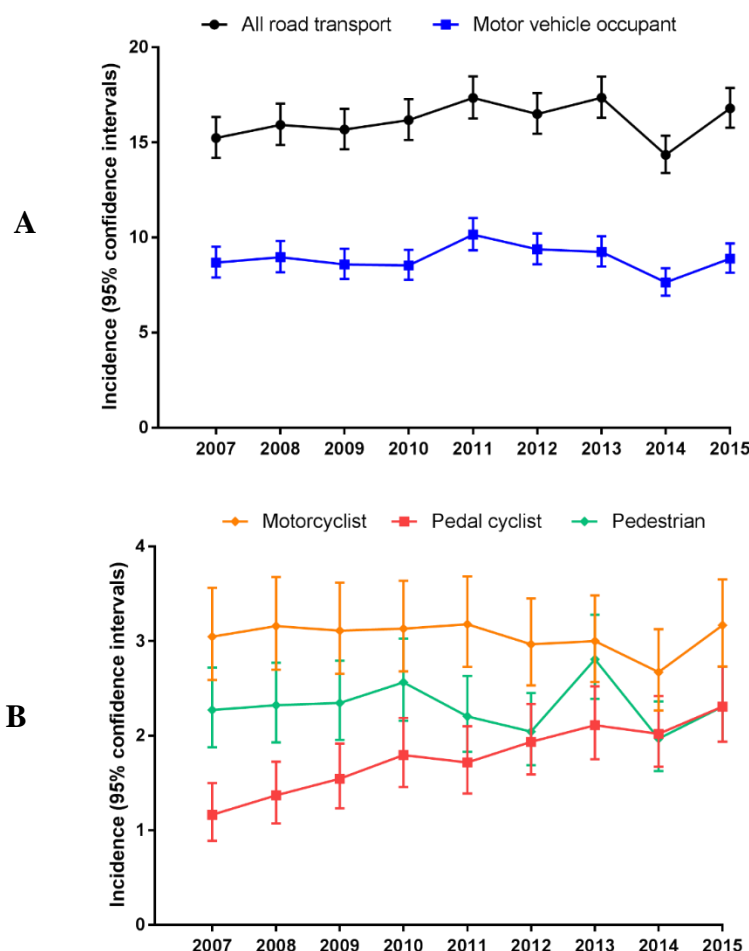 All road transport Motor vehicle occupant
A
Incidence (95% confidence intervals)
20
15
10
5
0
2007 2008 2009 2010 2011 2012 2013 2014 2015
Motorcyclist Pedal cyclist Pedestrian
B
Incidence (95% confidence intervals)
4
3
2
1
0
2007 2008 2009 2010 2011 2012 2013 2014 2015